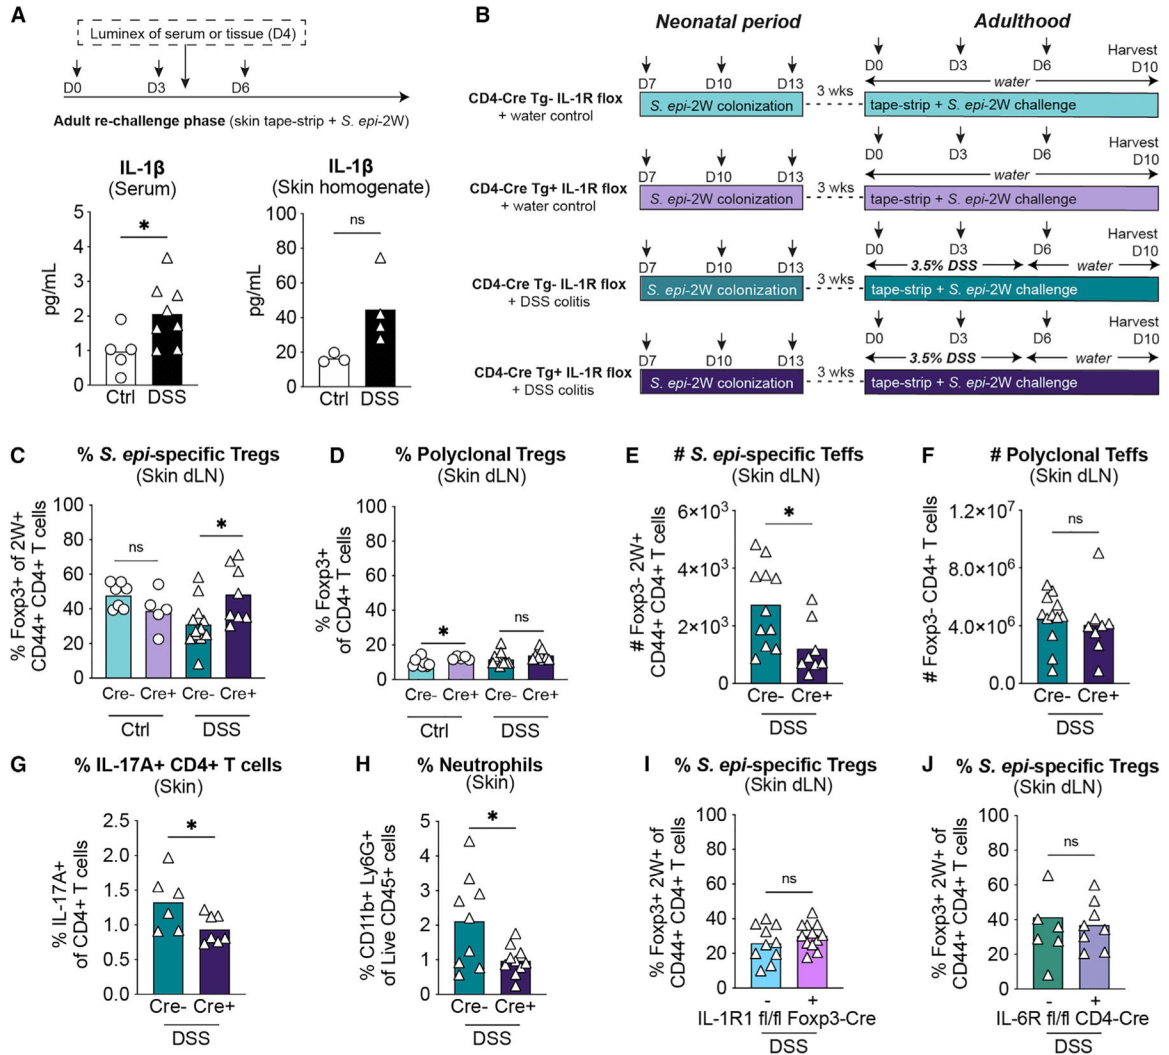 A
Luminex of serum or tissue (D4)
D0 D3 D6
Adult re-challenge phase (skin tape-strip + S. epi-2W)
IL-1β
(Serum)
pg/mL
5
4
3
2
1
0
*
Ctrl DSS
IL-1β
(Skin homogenate)
pg/mL
100
80
60
40
20
0
ns
Ctrl DSS
B
Neonatal period Adulthood
D7 D10 D13 D0 D3 D6 Harvest D10
water
CD4-Cre Tg- IL-1R flox
+ water control
S. epi-2W colonization 3 wks tape-strip + S. epi-2W challenge
D7 D10 D13 D0 D3 D6 Harvest D10
water
CD4-Cre Tg+ IL-1R flox
+ water control
S. epi-2W colonization 3 wks tape-strip + S. epi-2W challenge
D7 D10 D13 D0 D3 D6 Harvest D10
3.5% DSS water
CD4-Cre Tg- IL-1R flox
+ DSS colitis
S. epi-2W colonization 3 wks tape-strip + S. epi-2W challenge
D7 D10 D13 D0 D3 D6 Harvest D10
3.5% DSS water
CD4-Cre Tg+ IL-1R flox
+ DSS colitis
S. epi-2W colonization 3 wks tape-strip + S. epi-2W challenge
C
% S. epi-specific Tregs
(Skin dLN)
% Foxp3+ of 2W+
CD44+ CD4+ T cells
100
80
60
40
20
0
ns *
Cre- Cre+ Cre- Cre+
Ctrl DSS
D
% Polyclonal Tregs
(Skin dLN)
% Foxp3+
of CD4+ T cells
100
80
60
40
20
0
* ns
Cre- Cre+ Cre- Cre+
Ctrl DSS
E
# S. epi-specific Teffs
(Skin dLN)
# Foxp3- 2W+
CD44+ CD4+ T cells
6×10³
4×10³
2×10³
0
*
Cre- Cre+
DSS
F
# Polyclonal Teffs
(Skin dLN)
# Foxp3- CD4+ T cells
1.2×10⁷
8.0×10⁶
4.0×10⁶
0.0
ns
Cre- Cre+
DSS
G
% IL-17A+ CD4+ T cells
(Skin)
% IL-17A+
of CD4+ T cells
2.5
2.0
1.5
1.0
0.5
0.0
*
Cre- Cre+
DSS
H
% Neutrophils
(Skin)
% CD11b+ Ly6G+
of Live CD45+ cells
5
4
3
2
1
0
*
Cre- Cre+
DSS
I
% S. epi-specific Tregs
(Skin dLN)
% Foxp3+ 2W+ of
CD44+ CD4+ T cells
100
80
60
40
20
0
ns
- +
IL-1R1 fl/fl Foxp3-Cre
DSS
J
% S. epi-specific Tregs
(Skin dLN)
% Foxp3+ 2W+ of
CD44+ CD4+ T cells
100
80
60
40
20
0
ns
- +
IL-6R fl/fl CD4-Cre
DSS